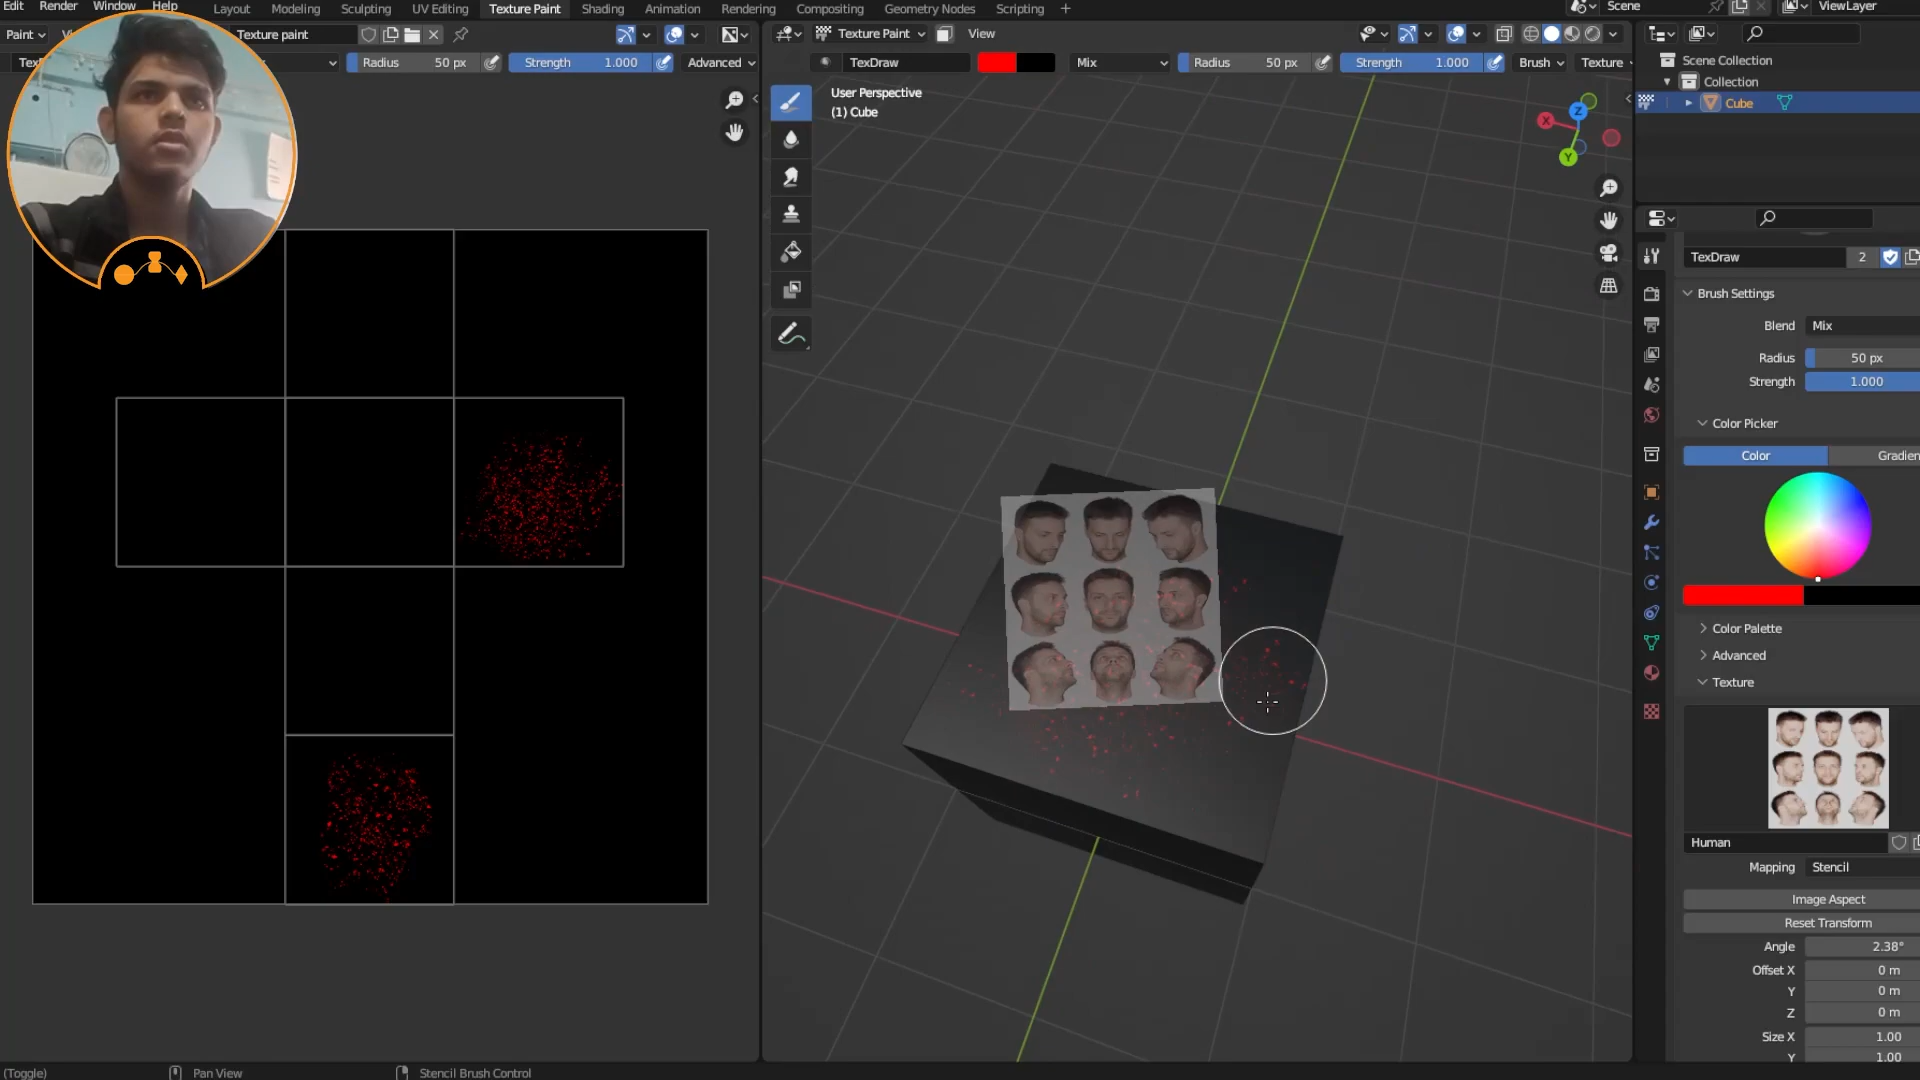 Edit Window Help Layout Modeling Sculpting UV Editing Texture Paint Shading Animation Rendering Compositing Geometry Nodes Scripting + Scene ViewLayer
Paint Texture paint Texture Paint View
Radius 50 px Strength 1.000 Advanced TexDraw Mix Radius 50 px Strength 1.000 Brush Texture
User Perspective
(1) Cube
X Z Y
Scene Collection
Collection
Cube
TexDraw 2
Brush Settings
Blend Mix
Radius 50 px
Strength 1.000
Color Picker
Color
Color Palette
Advanced
Texture
Human
Mapping Stencil
Image Aspect
Reset Transform
Angle 2.38°
Offset X 0 m
Y 0 m
Z 0 m
Size X 1.00
Y 1.00
(Toggle) Pan View Stencil Brush Control